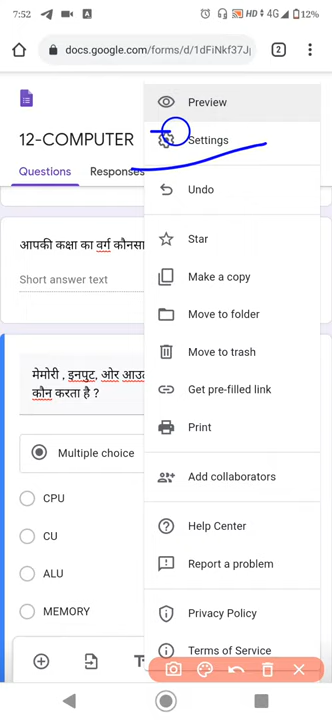 7:52
HD
4G
12%
docs.google.com/forms/d/1dFiNkf37Jp
2
12-COMPUTER
Questions
Responses
आपकी कक्षा का वर्ग कौनसा
Short answer text
मेमोरी , इनपुट, ओर आउट
कौन करता है ?
Multiple choice
CPU
CU
ALU
MEMORY
Preview
Settings
Undo
Star
Make a copy
Move to folder
Move to trash
Get pre-filled link
Print
Add collaborators
Help Center
Report a problem
Privacy Policy
Terms of Service